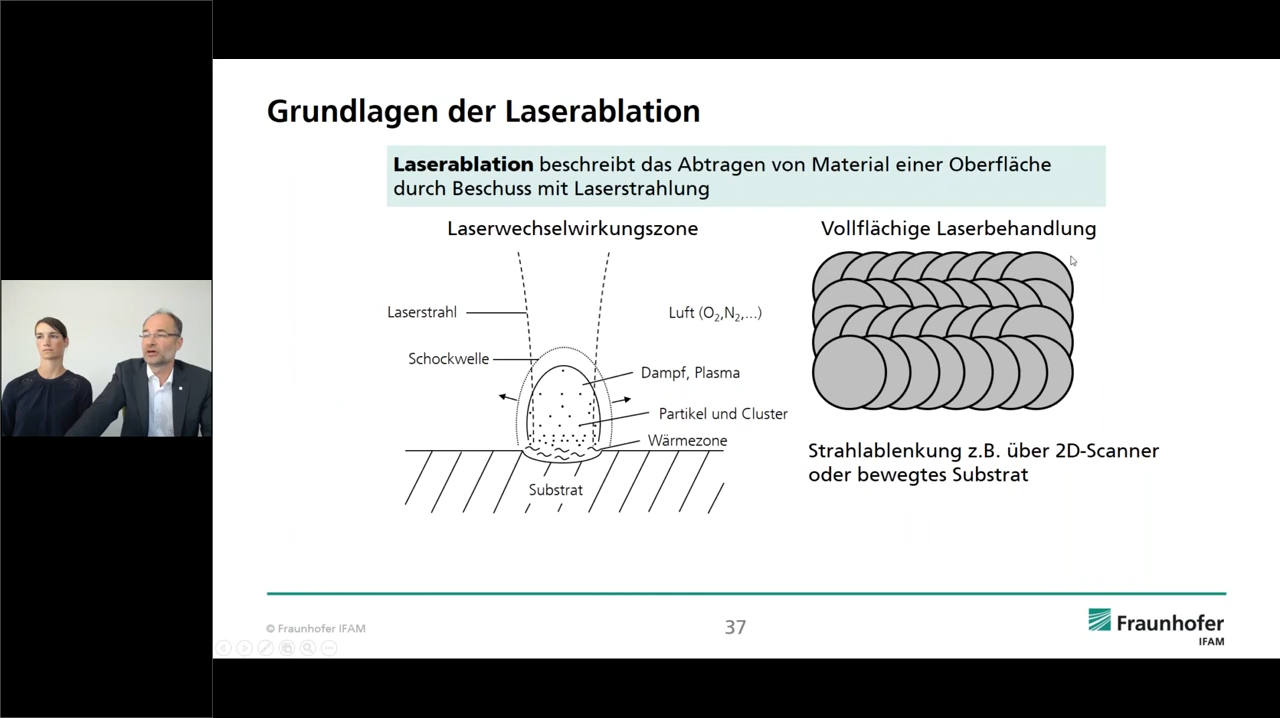 Grundlagen der Laserablation
Laserablation beschreibt das Abtragen von Material einer Oberfläche
durch Beschuss mit Laserstrahlung
Laserwechselwirkungszone
Laserstrahl
Luft (O₂,N₂,...)
Schockwelle
Dampf, Plasma
Partikel und Cluster
Wärmezone
Substrat
Vollflächige Laserbehandlung
Strahlablenkung z.B. über 2D-Scanner
oder bewegtes Substrat
© Fraunhofer IFAM
37
Fraunhofer
IFAM